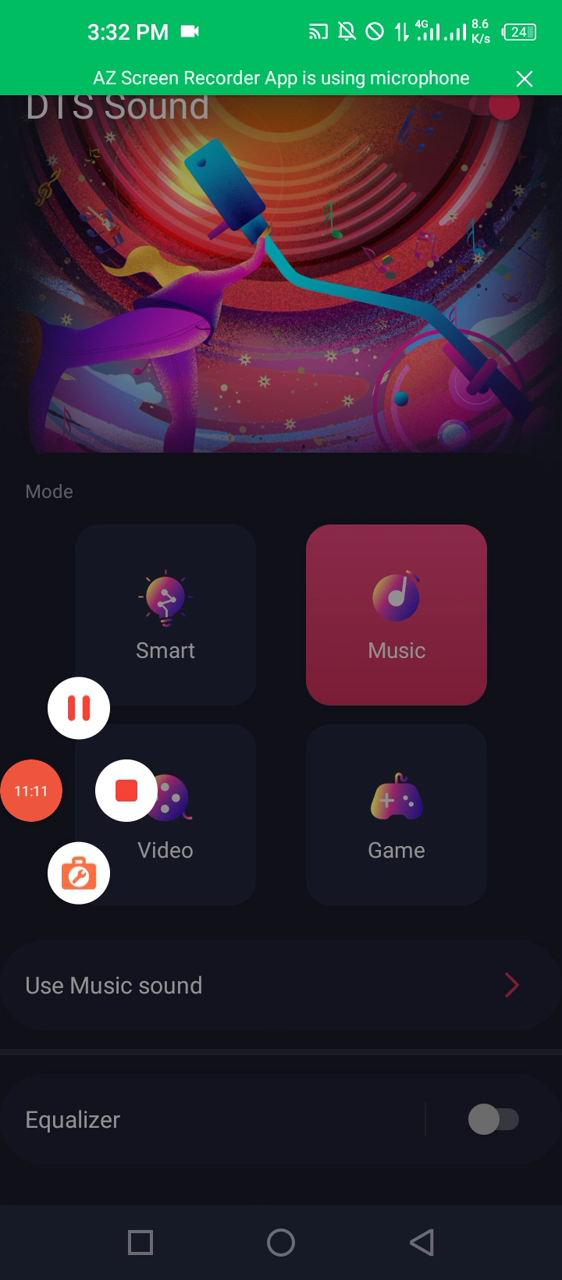 3:32 PM
4G
8.6
K/s
24
AZ Screen Recorder App is using microphone
DTS Sound
Mode
Smart
Music
11:11
Video
Game
Use Music sound
Equalizer